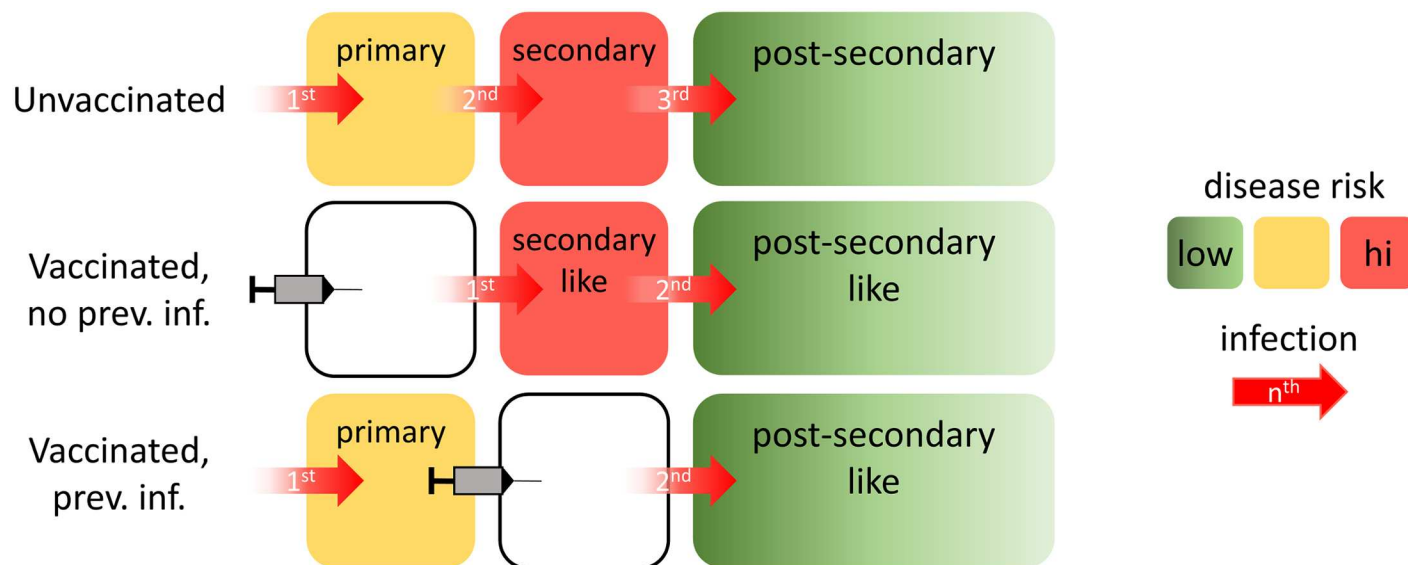 Unvaccinated
1st
primary
2nd
secondary
3rd
post-secondary
Vaccinated,
no prev. inf.
1st
secondary
like
2nd
post-secondary
like
Vaccinated,
prev. inf.
1st
primary
2nd
post-secondary
like
disease risk
low
hi
infection
nth